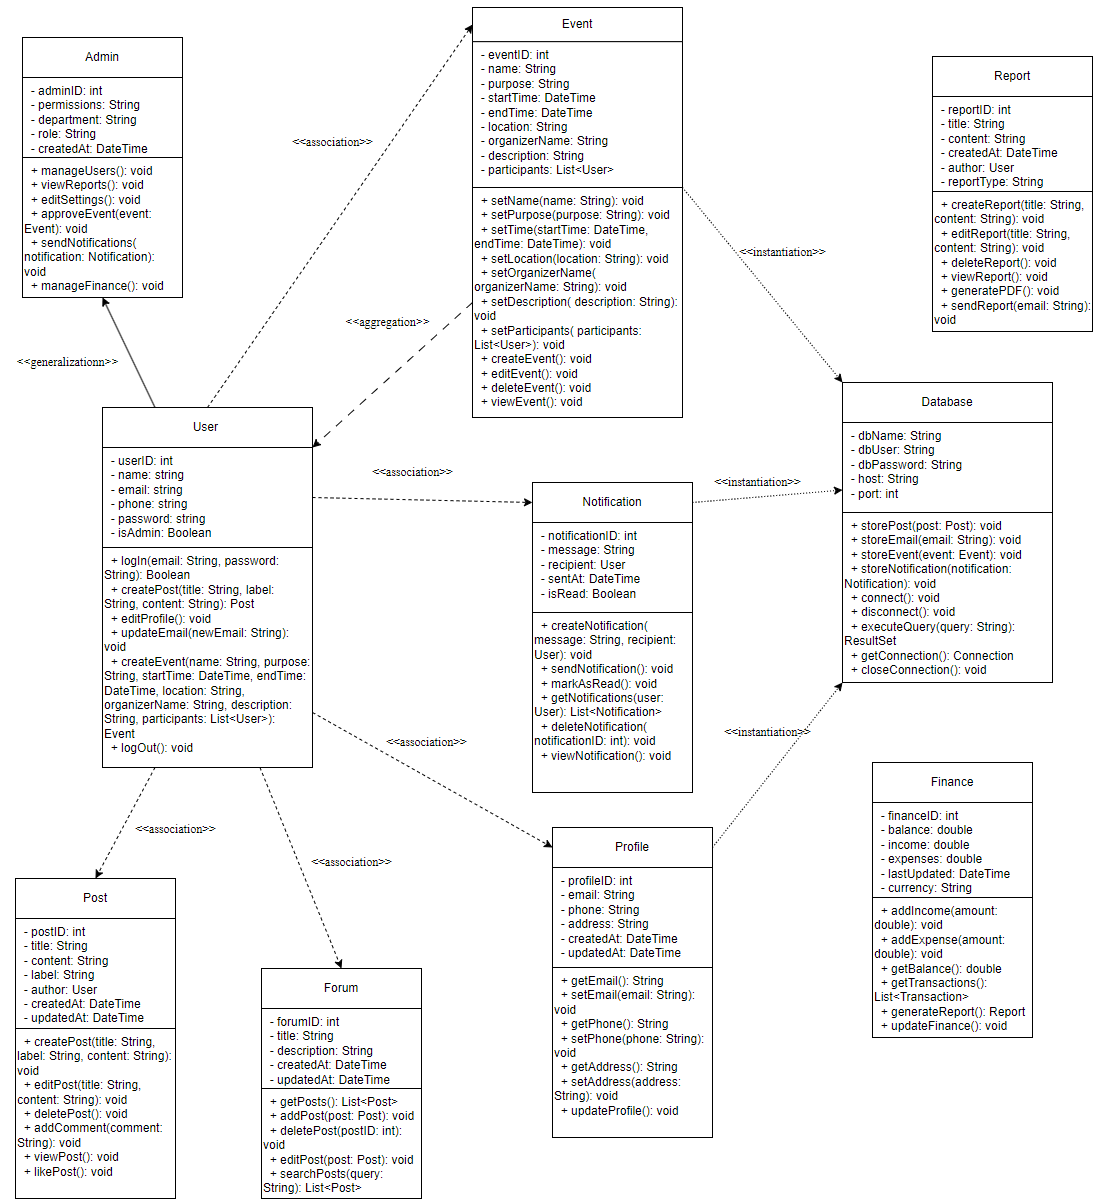 Admin
- adminID: int
- permissions: String
- department: String
- role: String
- createdAt: DateTime
+ manageUsers(): void
+ viewReports(): void
+ editSettings(): void
+ approveEvent(event:
Event): void
+ sendNotifications(
notification: Notification):
void
+ manageFinance(): void
<<association>>
Event
- eventID: int
- name: String
- purpose: String
- startTime: DateTime
- endTime: DateTime
- location: String
- organizerName: String
- description: String
- participants: List<User>
+ setName(name: String): void
+ setPurpose(purpose: String): void
+ setTime(startTime: DateTime,
endTime: DateTime): void
+ setLocation(location: String): void
+ setOrganizerName(
organizerName: String): void
+ setDescription( description: String):
void
+ setParticipants( participants:
List<User>): void
+ createEvent(): void
+ editEvent(): void
+ deleteEvent(): void
+ viewEvent(): void
Report
- reportID: int
- title: String
- content: String
- createdAt: DateTime
- author: User
- reportType: String
+ createReport(title: String,
content: String): void
+ editReport(title: String,
content: String): void
+ deleteReport(): void
+ viewReport(): void
+ generatePDF(): void
+ sendReport(email: String):
void
<<instantiation>>
<<aggregation>>
<<generalizationn>>
User
- userID: int
- name: string
- email: string
- phone: string
- password: string
- isAdmin: Boolean
+ logIn(email: String, password:
String): Boolean
+ createPost(title: String, label:
String, content: String): Post
+ editProfile(): void
+ updateEmail(newEmail: String):
void
+ createEvent(name: String, purpose:
String, startTime: DateTime, endTime:
DateTime, location: String,
organizerName: String, description:
String, participants: List<User>):
Event
+ logOut(): void
<<association>>
Notification
- notificationID: int
- message: String
- recipient: User
- sentAt: DateTime
- isRead: Boolean
+ createNotification(
message: String, recipient:
User): void
+ sendNotification(): void
+ markAsRead(): void
+ getNotifications(user:
User): List<Notification>
+ deleteNotification(
notificationID: int): void
+ viewNotification(): void
<<instantiation>>
Database
- dbName: String
- dbUser: String
- dbPassword: String
- host: String
- port: int
+ storePost(post: Post): void
+ storeEmail(email: String): void
+ storeEvent(event: Event): void
+ storeNotification(notification:
Notification): void
+ connect(): void
+ disconnect(): void
+ executeQuery(query: String):
ResultSet
+ getConnection(): Connection
+ closeConnection(): void
<<association>>
<<instantiation>>
<<association>>
<<association>>
Finance
- financeID: int
- balance: double
- income: double
- expenses: double
- lastUpdated: DateTime
- currency: String
+ addIncome(amount:
double): void
+ addExpense(amount:
double): void
+ getBalance(): double
+ getTransactions():
List<Transaction>
+ generateReport(): Report
+ updateFinance(): void
Profile
- profileID: int
- email: String
- phone: String
- address: String
- createdAt: DateTime
- updatedAt: DateTime
+ getEmail(): String
+ setEmail(email: String):
void
+ getPhone(): String
+ setPhone(phone: String):
void
+ getAddress(): String
+ setAddress(address:
String): void
+ updateProfile(): void
Post
- postID: int
- title: String
- content: String
- label: String
- author: User
- createdAt: DateTime
- updatedAt: DateTime
+ createPost(title: String,
label: String, content: String):
void
+ editPost(title: String,
content: String): void
+ deletePost(): void
+ addComment(comment:
String): void
+ viewPost(): void
+ likePost(): void
Forum
- forumID: int
- title: String
- description: String
- createdAt: DateTime
- updatedAt: DateTime
+ getPosts(): List<Post>
+ addPost(post: Post): void
+ deletePost(postID: int):
void
+ editPost(post: Post): void
+ searchPosts(query:
String): List<Post>